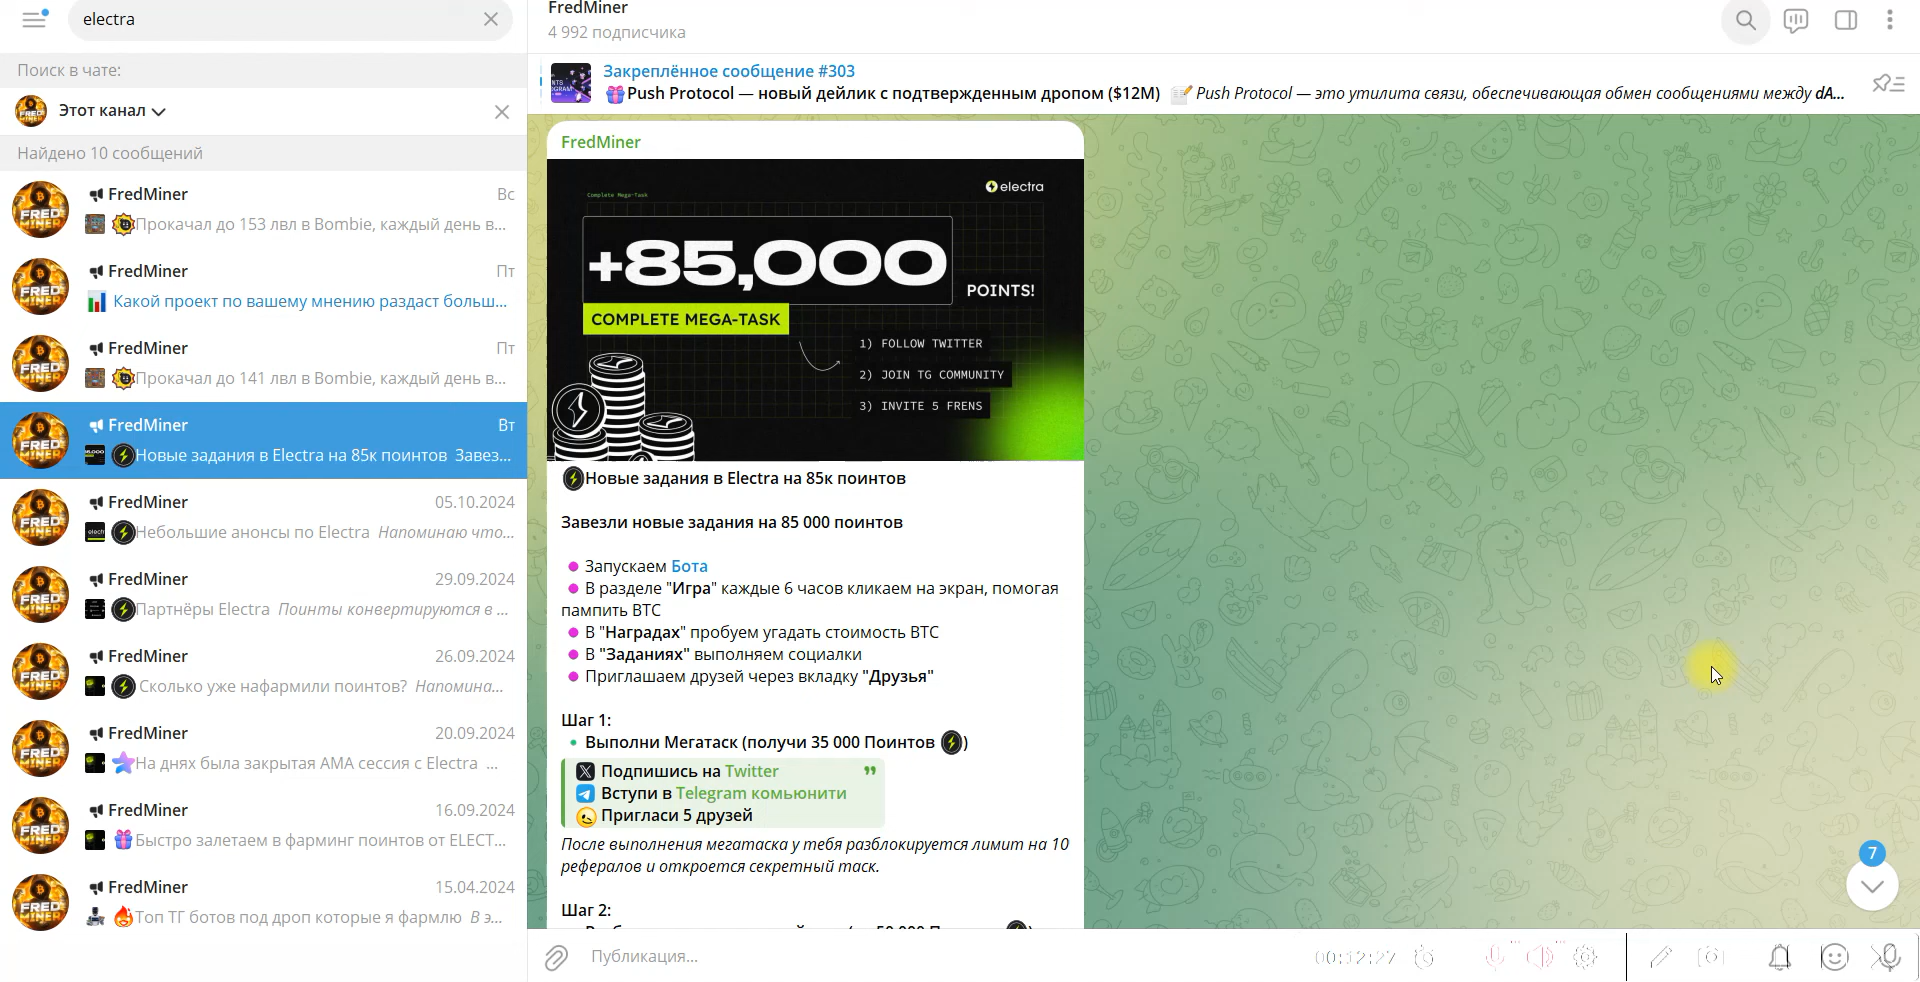 electra
Поиск в чате:
Этот канал
Найдено 10 сообщений
FredMiner
Вс
Прокачал до 153 лвл в Bombie, каждый день в...
FredMiner
Пт
Какой проект по вашему мнению раздаст больш...
FredMiner
Пт
Прокачал до 141 лвл в Bombie, каждый день в...
FredMiner
Вт
Новые задания в Electra на 85к поинтов Завез...
FredMiner
05.10.2024
Небольшие анонсы по Electra Напоминаю что...
FredMiner
29.09.2024
Партнёры Electra Поинты конвертируются в ...
FredMiner
26.09.2024
Сколько уже нафармили поинтов? Напомина...
FredMiner
20.09.2024
На днях была закрытая АМА сессия с Electra ...
FredMiner
16.09.2024
Быстро залетаем в фарминг поинтов от ELECT...
FredMiner
15.04.2024
Топ ТГ ботов под дроп которые я фармлю В э...
FredMiner
4 992 подписчика
Закреплённое сообщение #303
Push Protocol — новый дейлик с подтвержденным дропом ($12M) Push Protocol — это утилита связи, обеспечивающая обмен сообщениями между dA...
FredMiner
Complete Mega-Task
electra
+85,000
POINTS!
COMPLETE MEGA-TASK
1) FOLLOW TWITTER
2) JOIN TG COMMUNITY
3) INVITE 5 FRENS
Новые задания в Electra на 85к поинтов
Завезли новые задания на 85 000 поинтов
Запускаем Бота
В разделе "Игра" каждые 6 часов кликаем на экран, помогая
пампить BTC
В "Наградах" пробуем угадать стоимость BTC
В "Заданиях" выполняем социалки
Приглашаем друзей через вкладку "Друзья"
Шаг 1:
Выполни Мегатаск (получи 35 000 Поинтов )
Подпишись на Twitter
Вступи в Telegram комьюнити
Пригласи 5 друзей
После выполнения мегатаска у тебя разблокируется лимит на 10
рефералов и откроется секретный таск.
Шаг 2:
7
Публикация...
00:12:27